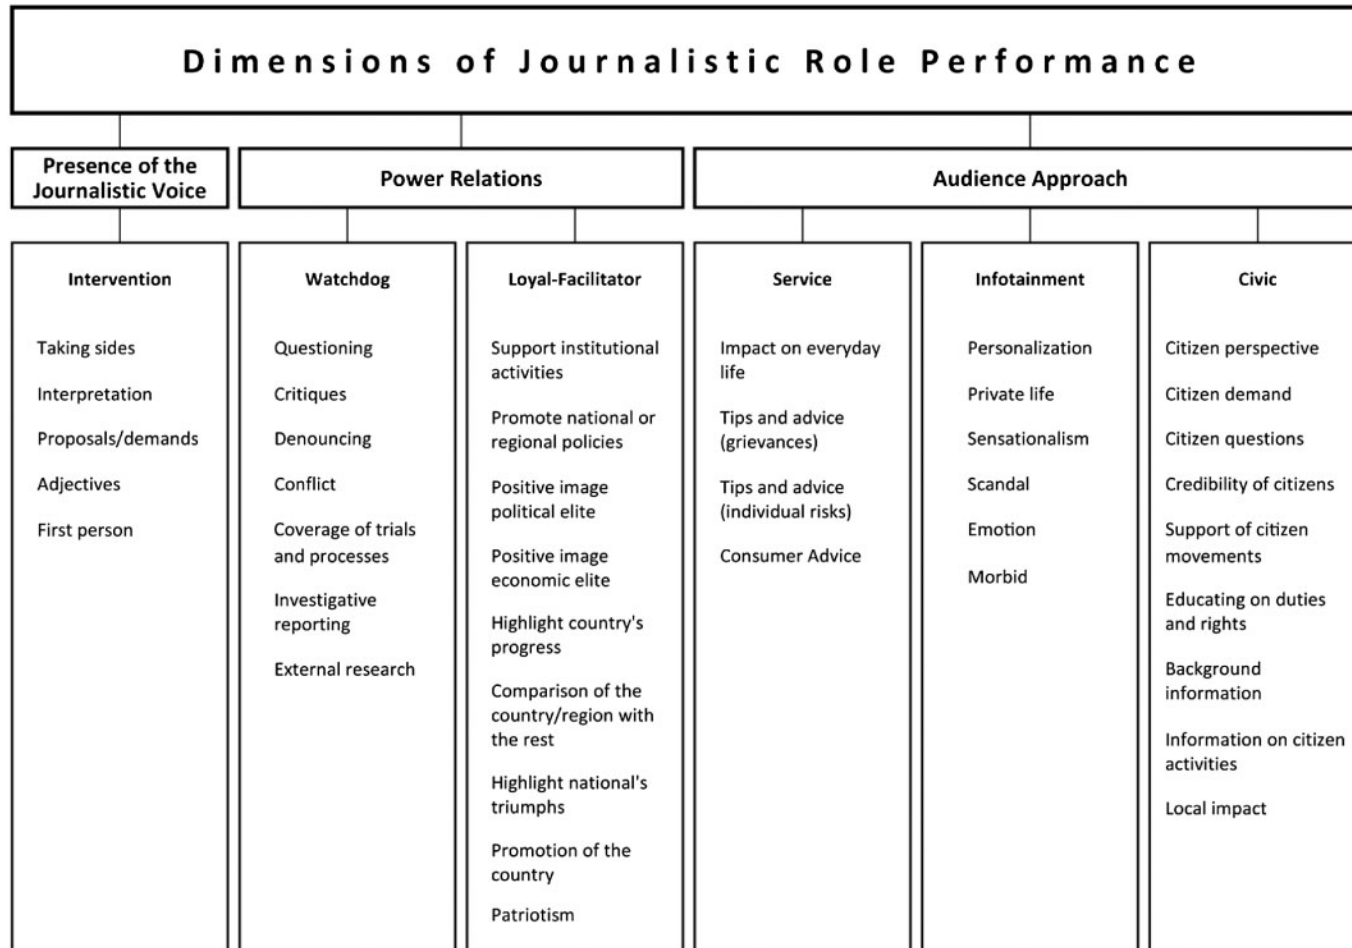 Dimensions of Journalistic Role Performance
Presence of the
Journalistic Voice
Power Relations
Audience Approach
Intervention
Taking sides
Interpretation
Proposals/demands
Adjectives
First person
Watchdog
Questioning
Critiques
Denouncing
Conflict
Coverage of trials
and processes
Investigative
reporting
External research
Loyal-Facilitator
Support institutional
activities
Promote national or
regional policies
Positive image
political elite
Positive image
economic elite
Highlight country's
progress
Comparison of the
country/region with
the rest
Highlight national's
triumphs
Promotion of the
country
Patriotism
Service
Impact on everyday
life
Tips and advice
(grievances)
Tips and advice
(individual risks)
Consumer Advice
Infotainment
Personalization
Private life
Sensationalism
Scandal
Emotion
Morbid
Civic
Citizen perspective
Citizen demand
Citizen questions
Credibility of citizens
Support of citizen
movements
Educating on duties
and rights
Background
information
Information on citizen
activities
Local impact